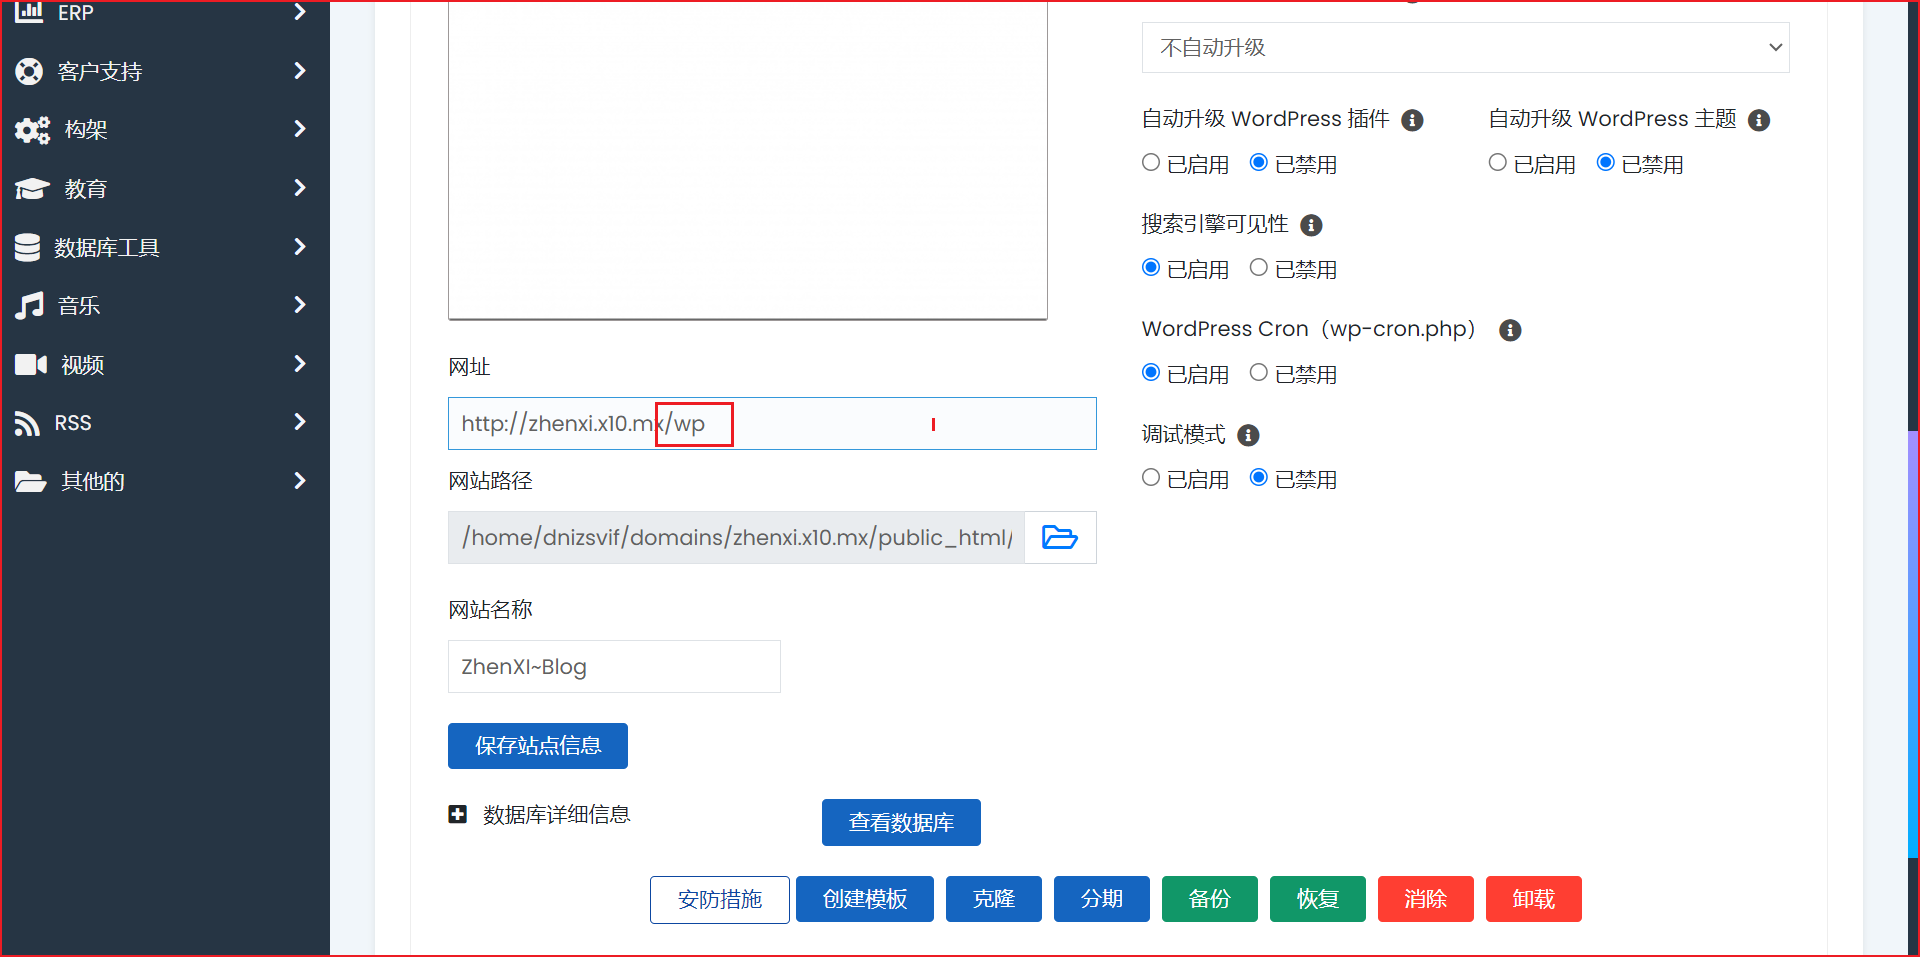 ERP
客户支持
构架
教育
数据库工具
音乐
视频
RSS
其他的
网址
http://zhenxi.x10.mx/wp
网站路径
/home/dnizsvif/domains/zhenxi.x10.mx/public_html/
网站名称
ZhenXI~Blog
保存站点信息
数据库详细信息
查看数据库
不自动升级
自动升级 WordPress 插件
已启用 已禁用
自动升级 WordPress 主题
已启用 已禁用
搜索引擎可见性
已启用 已禁用
WordPress Cron（wp-cron.php）
已启用 已禁用
调试模式
已启用 已禁用
安防措施 创建模板 克隆 分期 备份 恢复 消除 卸载